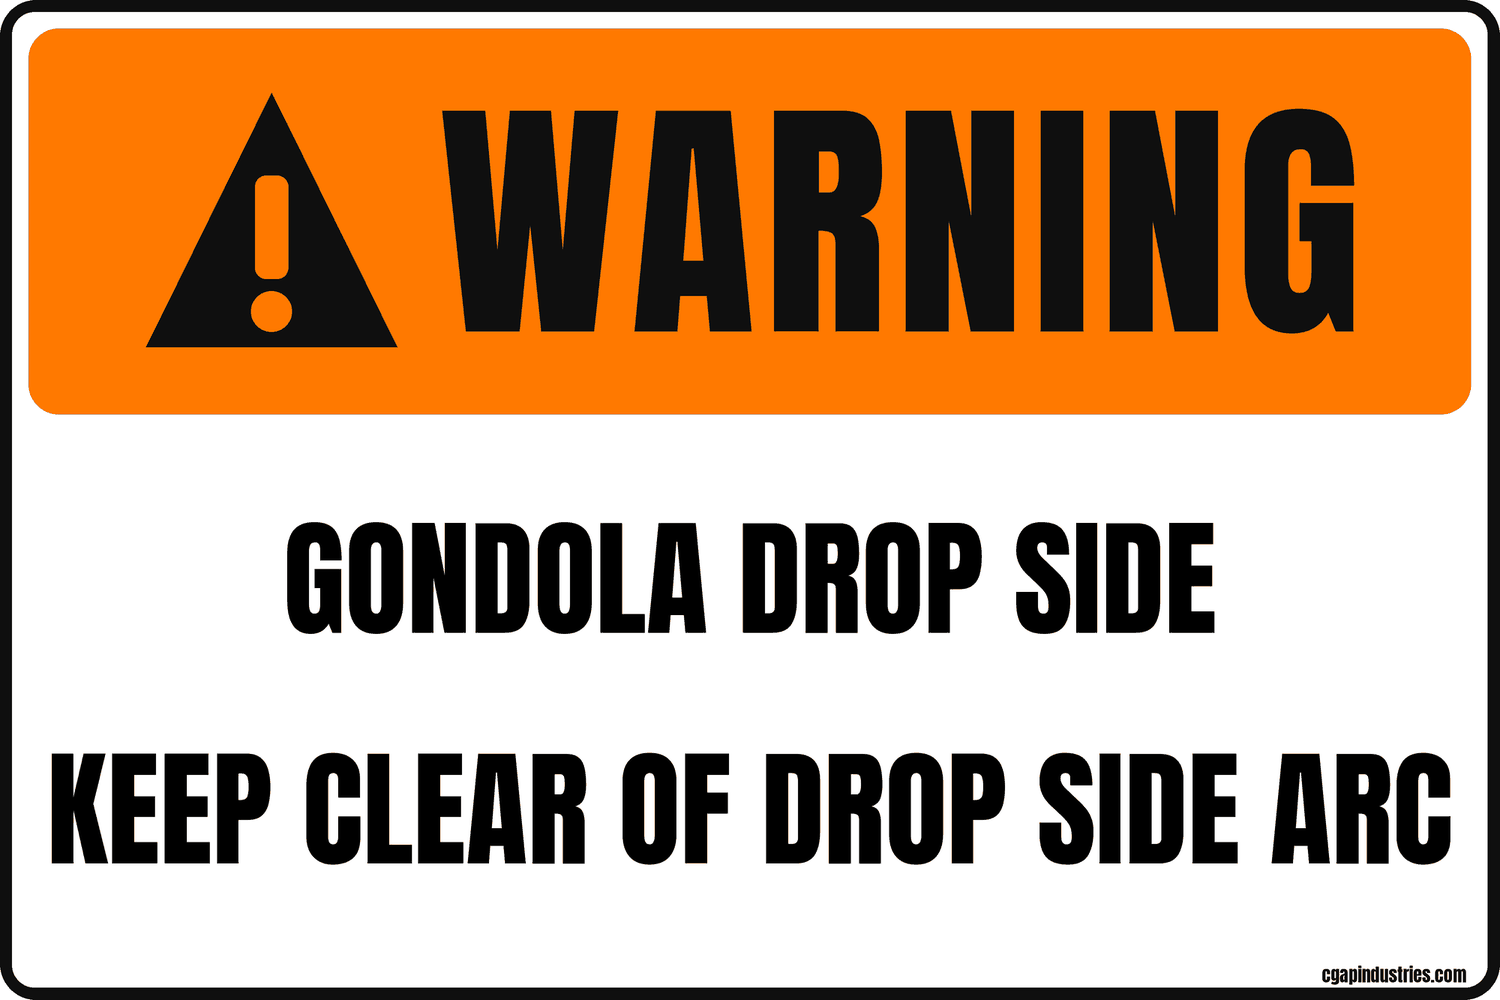 WARNING
GONDOLA DROP SIDE
KEEP CLEAR OF DROP SIDE ARC
cgapindustries.com